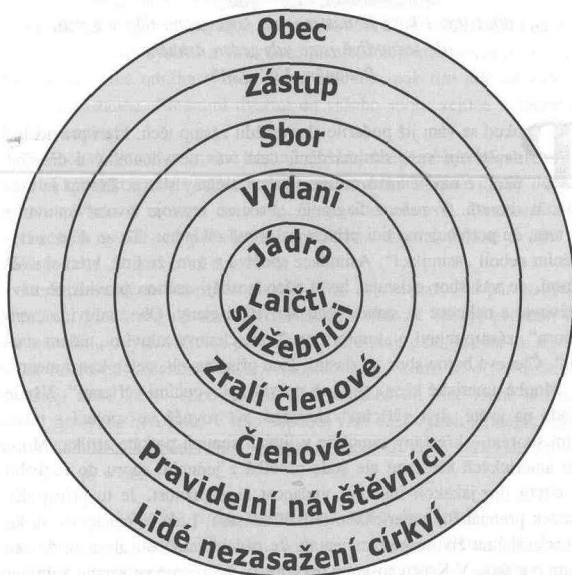 Obec
Zástup
Sbor
Vydaní
Jádro
Laičtí
služebníci
Zralí členové
Členové
Pravidelní návštěvníci
Lidé nezasažení církví